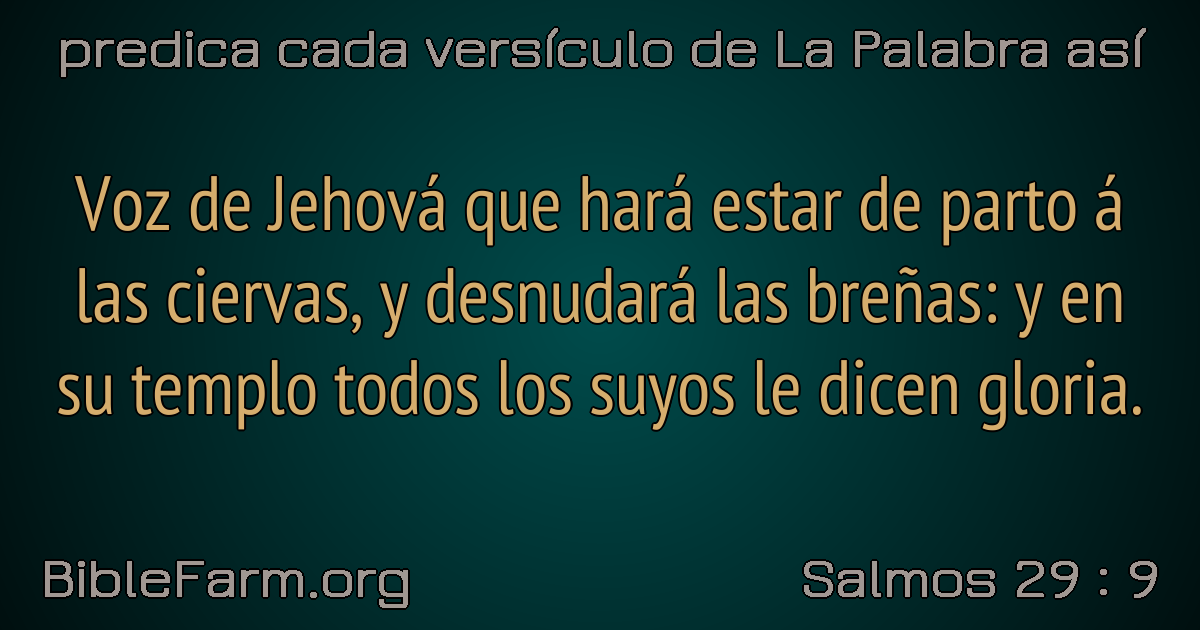 predica cada versículo de La Palabra así
Voz de Jehová que hará estar de parto á
las ciervas, y desnudará las breñas: y en
su templo todos los suyos le dicen gloria.
BibleFarm.org
Salmos 29 : 9